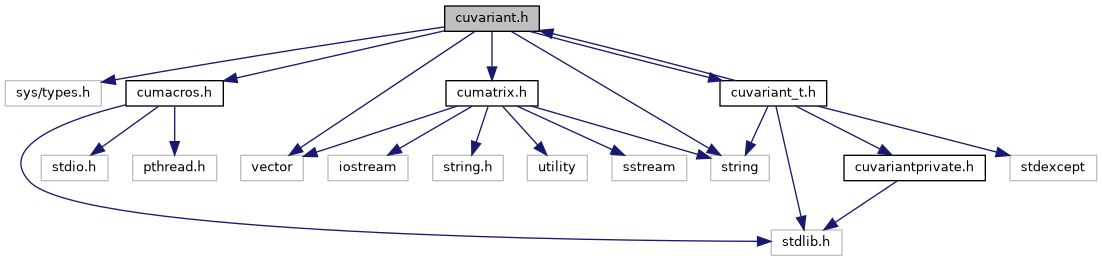 cuvariant.h
sys/types.h
cumacros.h
cumatrix.h
cuvariant_t.h
stdio.h
pthread.h
vector
iostream
string.h
utility
sstream
string
cuvariantprivate.h
stdexcept
stdlib.h